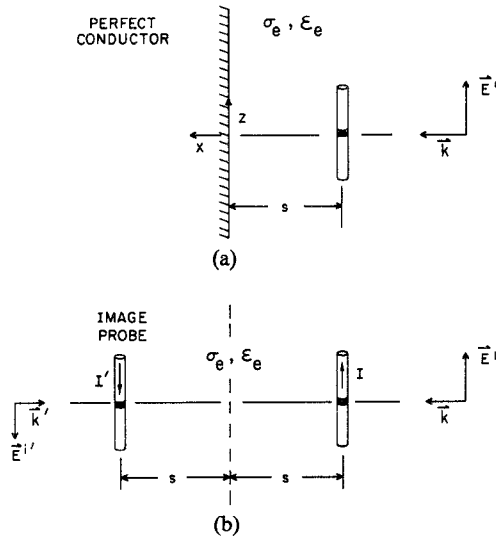 PERFECT
CONDUCTOR
σe , εe
E⃗i
z
x
k⃗
s
(a)
IMAGE
PROBE
σe , εe
E⃗i
I'
I
k⃗'
k⃗
E⃗i'
s
s
(b)